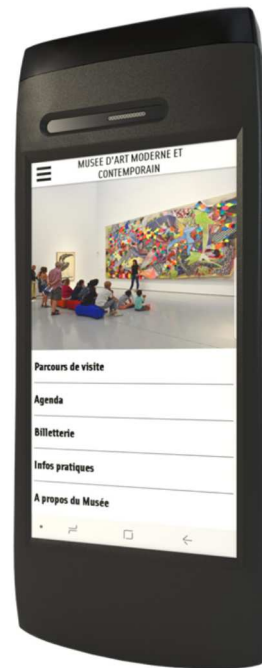 MUSEE D'ART MODERNE ET
CONTEMPORAIN
Parcours de visite
Agenda
Billetterie
Infos pratiques
A propos du Musée